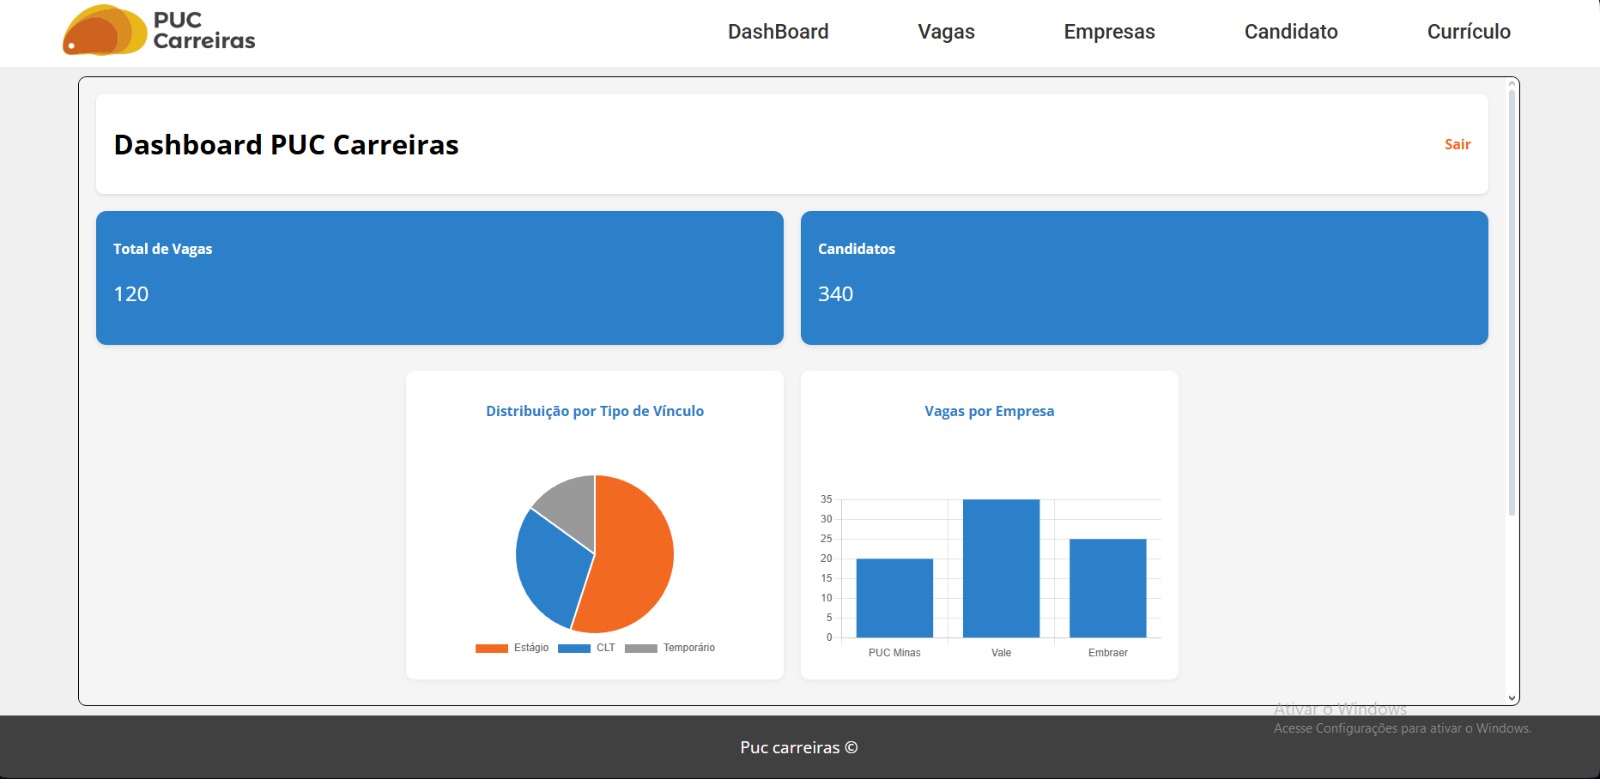 PUC
Carreiras
DashBoard Vagas Empresas Candidato Currículo
Dashboard PUC Carreiras
Sair
Total de Vagas
120
Candidatos
340
Distribuição por Tipo de Vínculo
Estágio CLT Temporário
Vagas por Empresa
35
30
25
20
15
10
5
0
PUC Minas Vale Embraer
Ativar o Windows
Acesse Configurações para ativar o Windows.
Puc carreiras ©